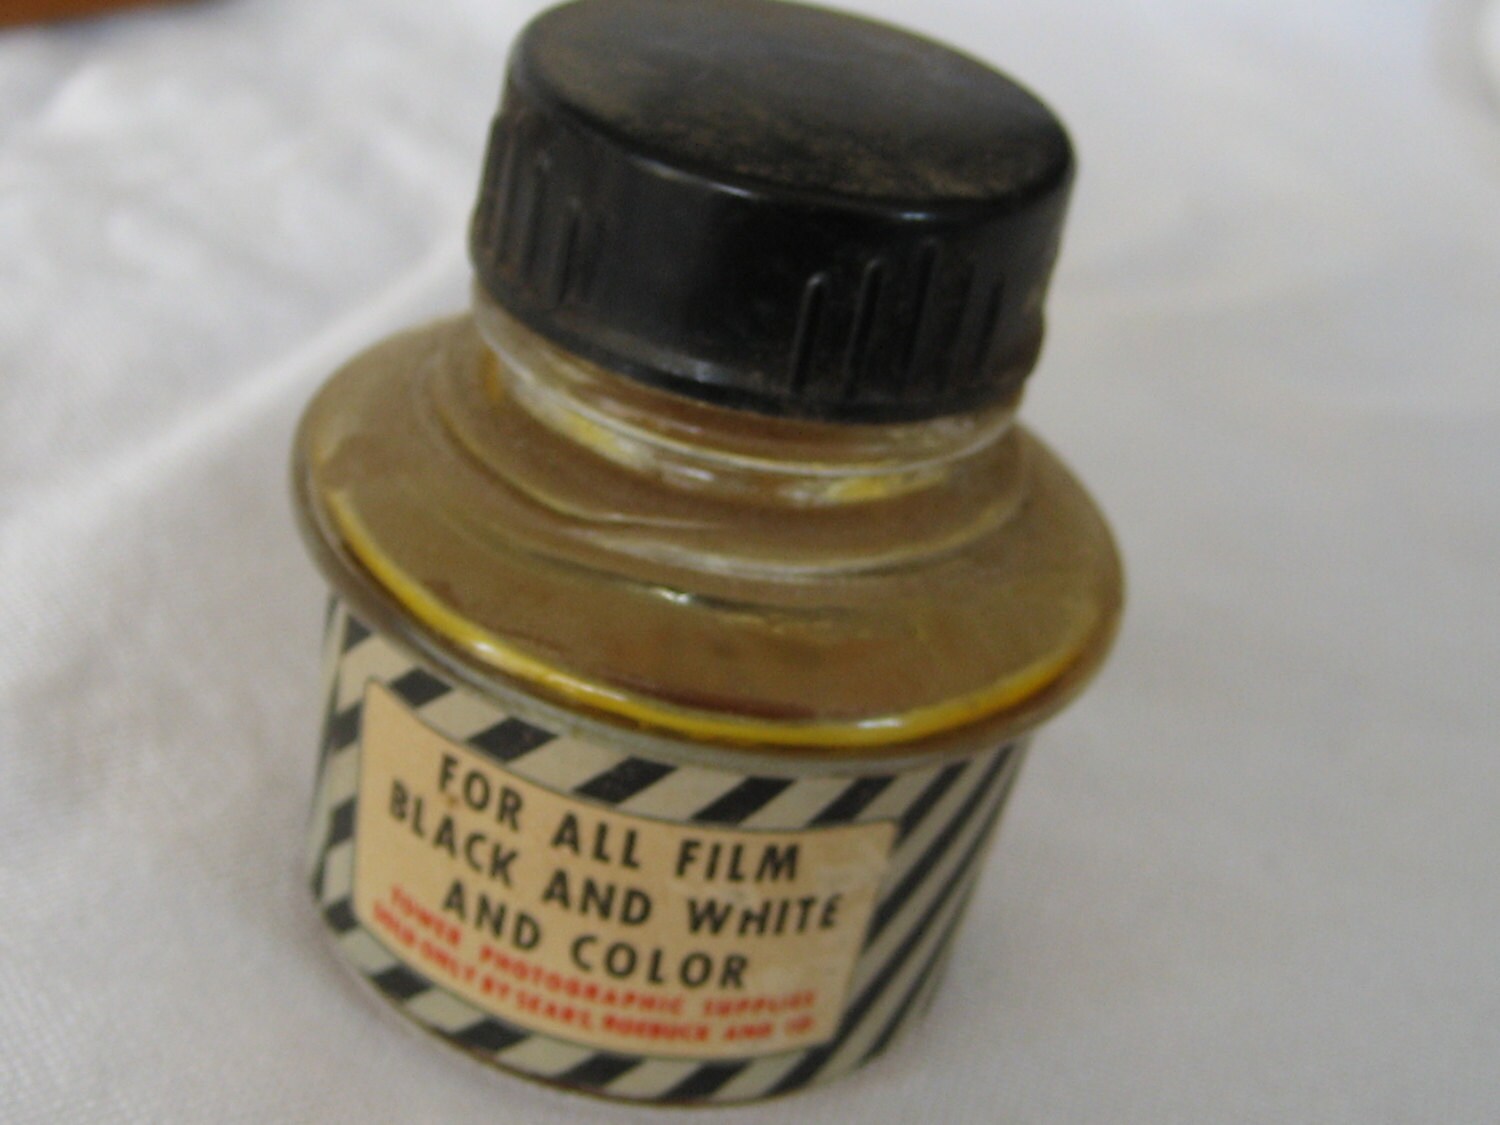 FOR ALL FILM
BLACK AND WHITE
AND COLOR
TOWER PHOTOGRAPHIC SUPPLIES
SOLD ONLY BY SEARS, ROEBUCK AND CO.